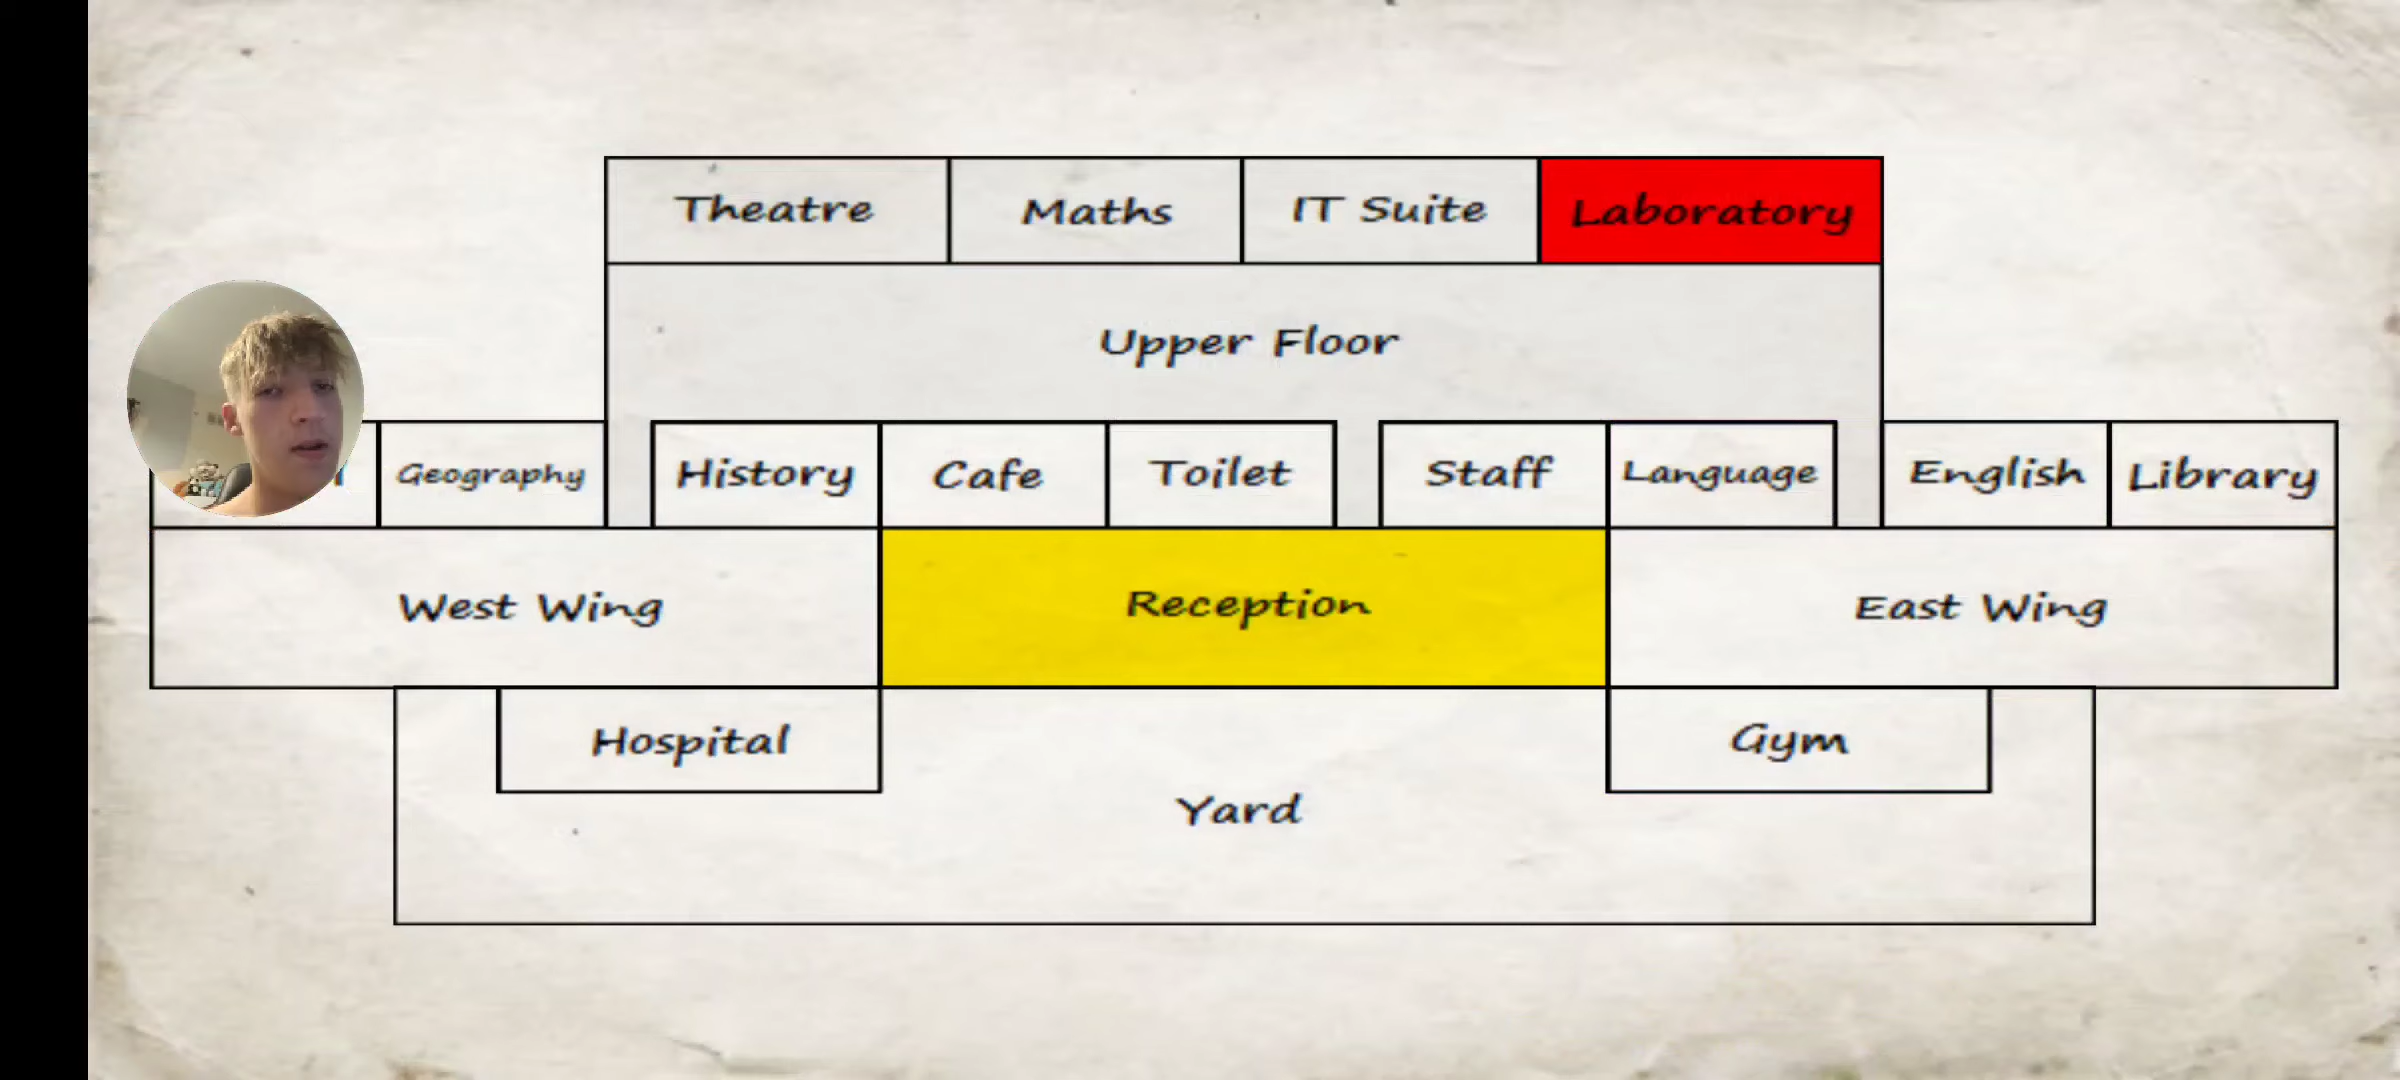 Theatre Maths IT Suite Laboratory
Upper Floor
Geography History Cafe Toilet Staff Language English Library
West Wing Reception East Wing
Hospital Gym
Yard